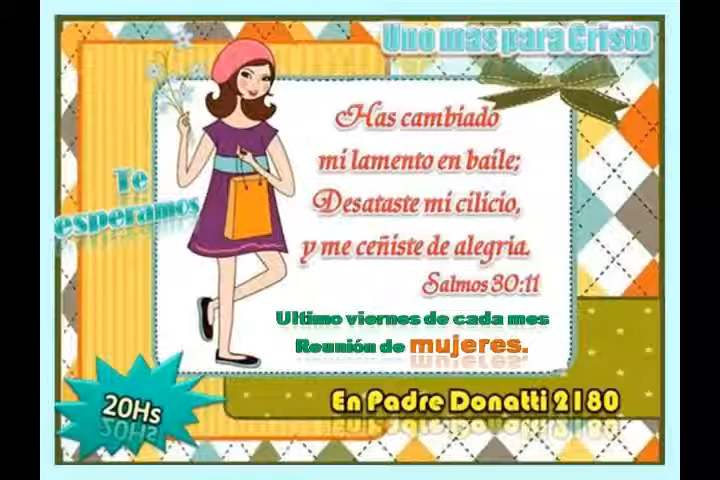 Uno mas para Cristo
Has cambiado
mi lamento en baile;
Desataste mi cilicio,
y me ceñiste de alegria.
Salmos 30:11
Te
esperamos
Ultimo viernes de cada mes
Reunión de mujeres.
20Hs
En Padre Donatti 2180